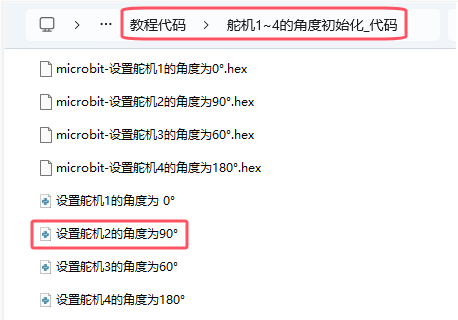 ··· 教程代码 > 舵机1~4的角度初始化_代码
microbit-设置舵机1的角度为0°.hex
microbit-设置舵机2的角度为90°.hex
microbit-设置舵机3的角度为60°.hex
microbit-设置舵机4的角度为180°.hex
设置舵机1的角度为 0°
设置舵机2的角度为90°
设置舵机3的角度为60°
设置舵机4的角度为180°